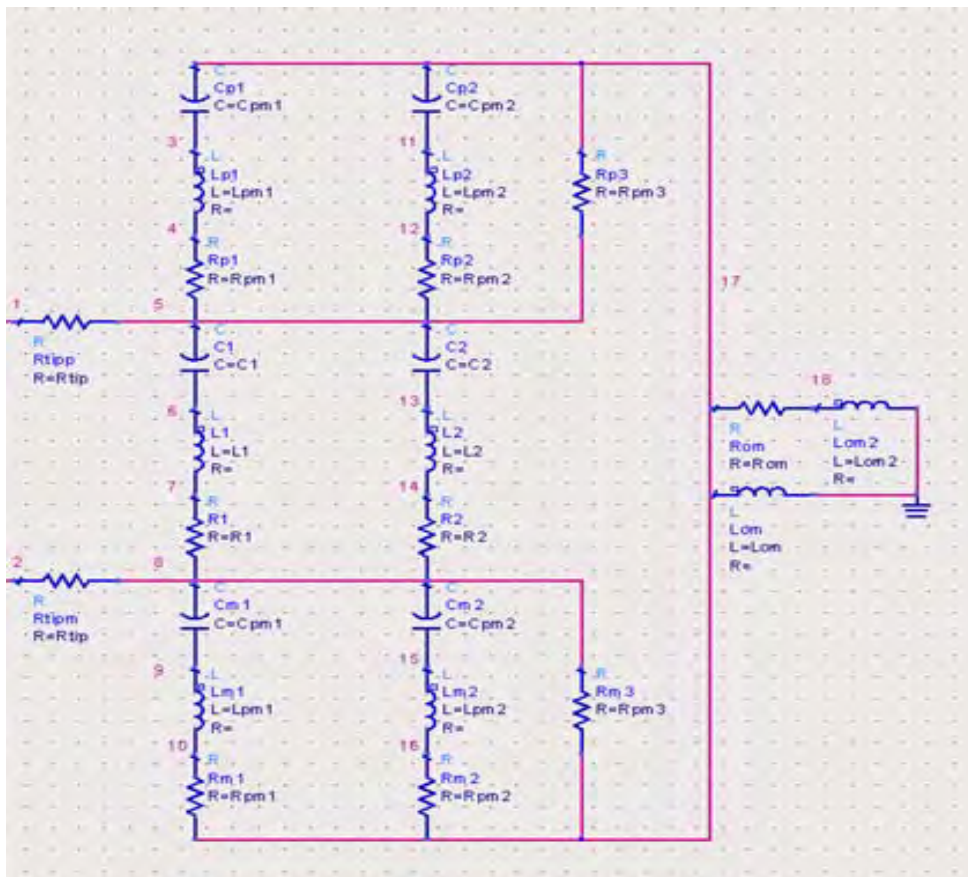 C
Cp1
C=Cpm1
C
Cp2
C=Cpm2
3
L
Lp1
L=Lpm1
R=
11
L
Lp2
L=Lpm2
R=
R
Rp3
R=Rpm3
4
R
Rp1
R=Rpm1
12
R
Rp2
R=Rpm2
17
1
R
Rtipp
R=Rtip
5
C
C1
C=C1
C
C2
C=C2
6
L
L1
L=L1
R=
13
L
L2
L=L2
R=
18
R
Rom
R=Rom
L
Lom2
L=Lom2
R=
7
R
R1
R=R1
14
R
R2
R=R2
L
Lom
L=Lom
R=
2
R
Rtipm
R=Rtip
8
C
Cm1
C=Cpm1
C
Cm2
C=Cpm2
9
L
Lm1
L=Lpm1
R=
15
L
Lm2
L=Lpm2
R=
R
Rm3
R=Rpm3
10
R
Rm1
R=Rpm1
16
R
Rm2
R=Rpm2